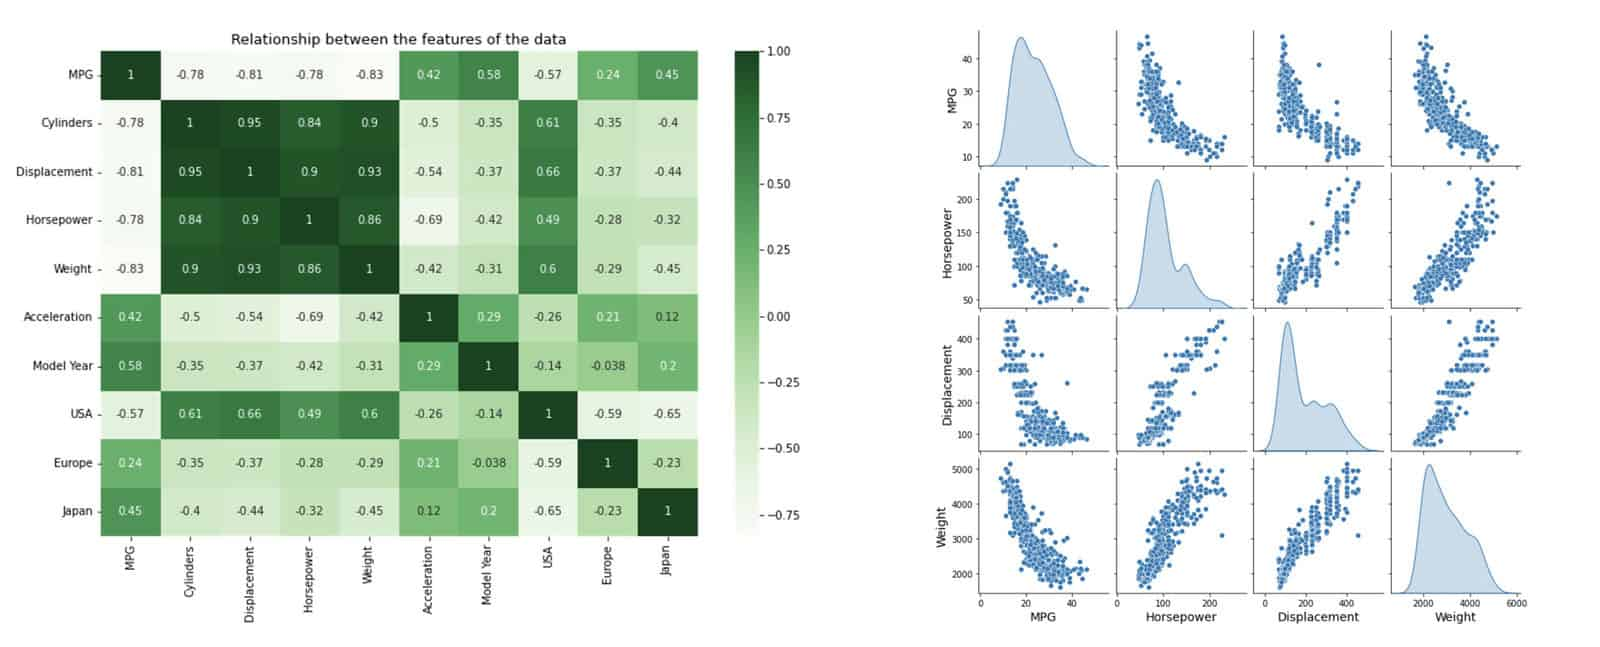 Relationship between the features of the data
MPG 1 -0.78 -0.81 -0.78 -0.83 0.42 0.58 -0.57 0.24 0.45
Cylinders -0.78 1 0.95 0.84 0.9 -0.5 -0.35 0.61 -0.35 -0.4
Displacement -0.81 0.95 1 0.9 0.93 -0.54 -0.37 0.66 -0.37 -0.44
Horsepower -0.78 0.84 0.9 1 0.86 -0.69 -0.42 0.49 -0.28 -0.32
Weight -0.83 0.9 0.93 0.86 1 -0.42 -0.31 0.6 -0.29 -0.45
Acceleration 0.42 -0.5 -0.54 -0.69 -0.42 1 0.29 -0.26 0.21 0.12
Model Year 0.58 -0.35 -0.37 -0.42 -0.31 0.29 1 -0.14 -0.038 0.2
USA -0.57 0.61 0.66 0.49 0.6 -0.26 -0.14 1 -0.59 -0.65
Europe 0.24 -0.35 -0.37 -0.28 -0.29 0.21 -0.038 -0.59 1 -0.23
Japan 0.45 -0.4 -0.44 -0.32 -0.45 0.12 0.2 -0.65 -0.23 1
MPG
Cylinders
Displacement
Horsepower
Weight
Acceleration
Model Year
USA
Europe
Japan
1.00
0.75
0.50
0.25
0.00
−0.25
−0.50
−0.75
MPG
40
30
20
10
Horsepower
200
150
100
50
Displacement
400
300
200
100
Weight
5000
4000
3000
2000
0 20 40
0 100 200
0 200 400
2000 4000 6000
MPG Horsepower Displacement Weight